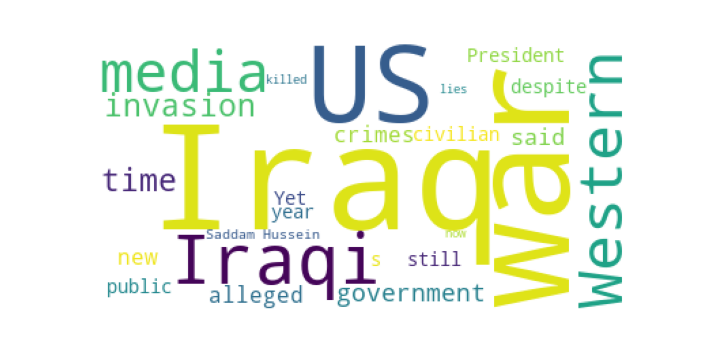 President
US
media
killed
lies
despite
invasion
War
Western
crimes
civilian
said
Iraq
time
Yet
year
Saddam Hussein
now
Iraqi
s
still
new
public
alleged
government